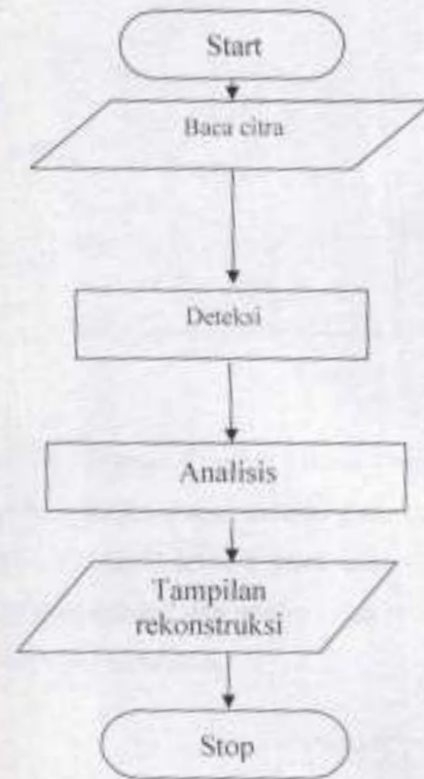 Start
Baca citra
Deteksi
Analisis
Tampilan
rekonstruksi
Stop